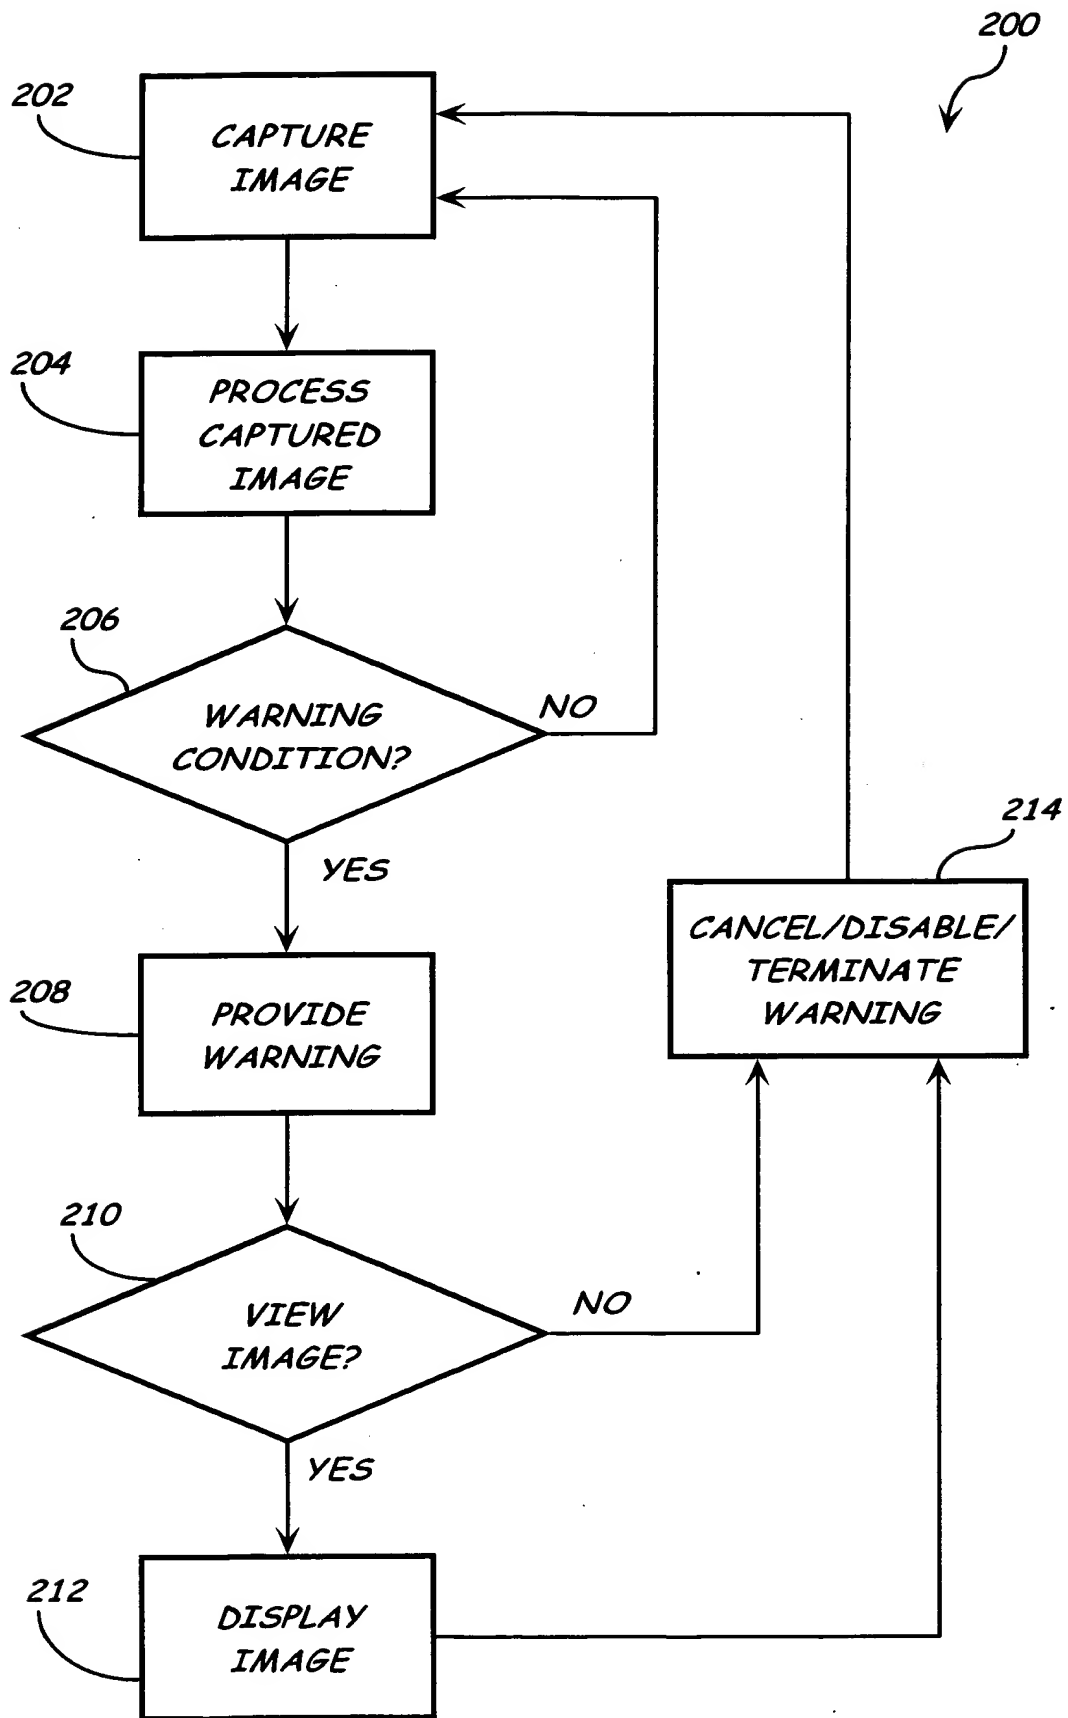 200
202
CAPTURE
IMAGE
204
PROCESS
CAPTURED
IMAGE
206
WARNING
CONDITION?
NO
YES
214
CANCEL/DISABLE/
TERMINATE
WARNING
208
PROVIDE
WARNING
210
VIEW
IMAGE?
NO
YES
212
DISPLAY
IMAGE